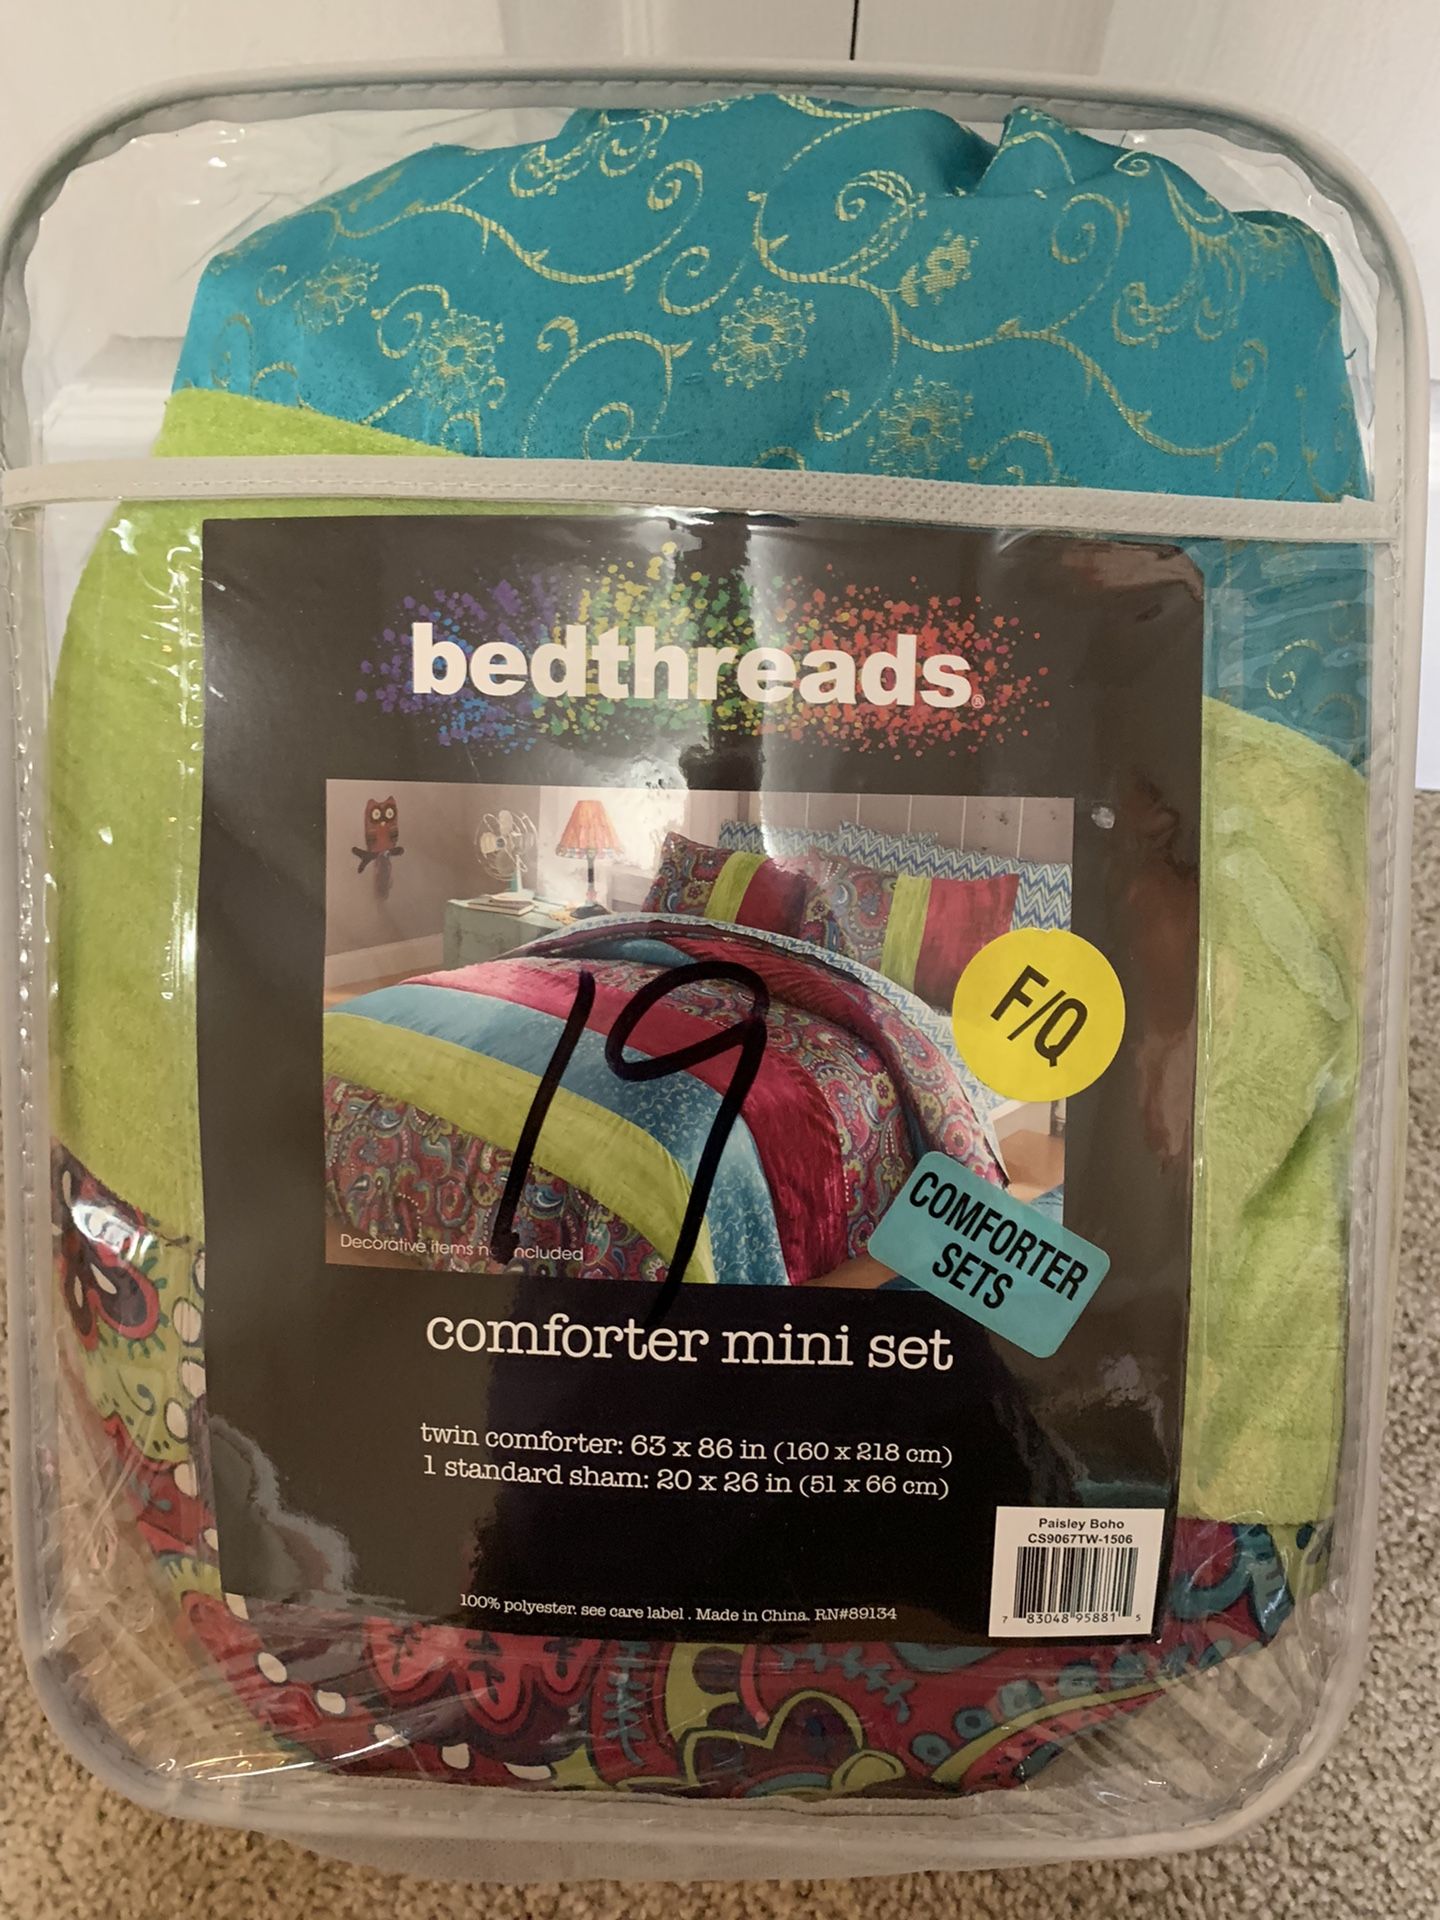 bedthreads®
F/Q
19
COMFORTER
SETS
Decorative items included
comforter mini set
twin comforter: 63 x 86 in (160 x 218 cm)
1 standard sham: 20 x 26 in (51 x 66 cm)
Paisley Boho
CS9067TW-1506
7 83048 95881 5
100% polyester. see care label. Made in China. RN#89134